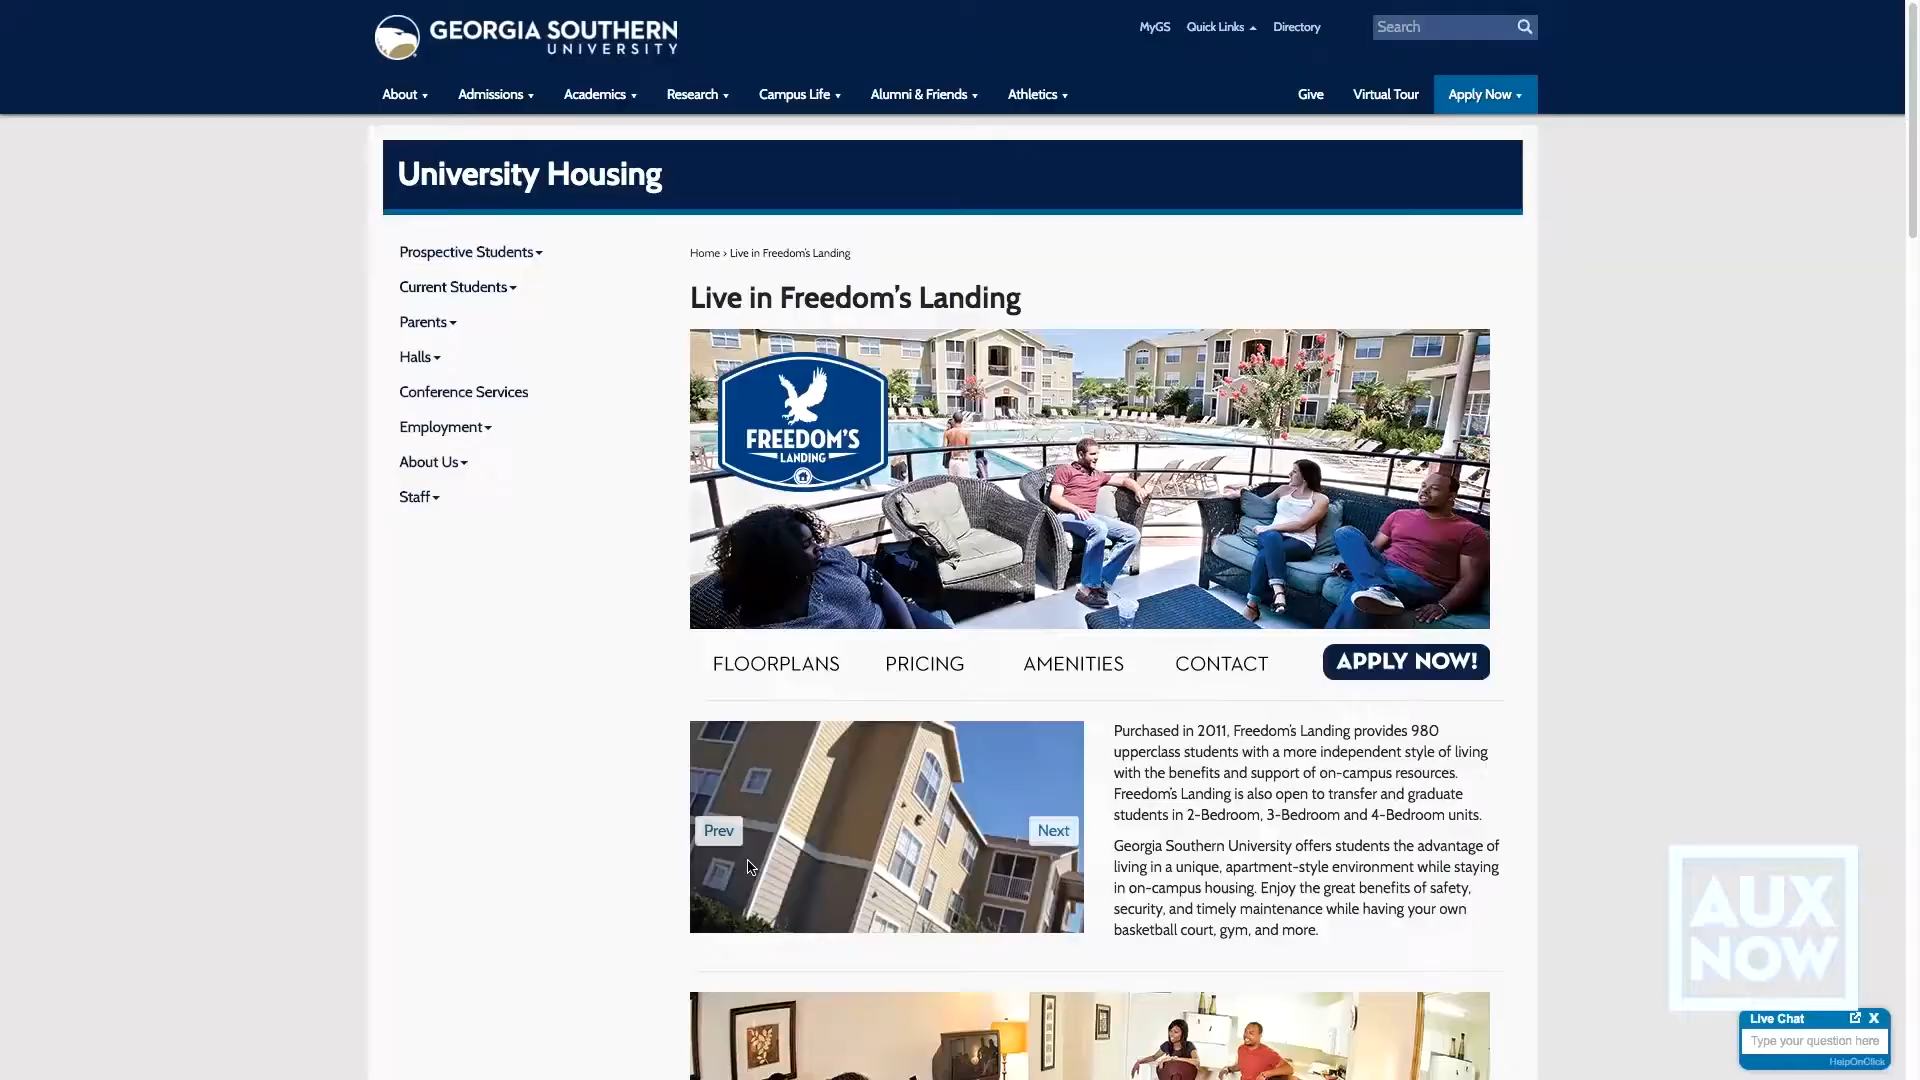 GEORGIA SOUTHERN
UNIVERSITY
MyGS Quick Links Directory Search
About Admissions Academics Research Campus Life Alumni & Friends Athletics Give Virtual Tour Apply Now
University Housing
Prospective Students
Current Students
Parents
Halls
Conference Services
Employment
About Us
Staff
Home › Live in Freedom's Landing
Live in Freedom's Landing
FREEDOM'S
LANDING
FLOORPLANS PRICING AMENITIES CONTACT APPLY NOW!
Prev Next
Purchased in 2011, Freedom's Landing provides 980
upperclass students with a more independent style of living
with the benefits and support of on-campus resources.
Freedom's Landing is also open to transfer and graduate
students in 2-Bedroom, 3-Bedroom and 4-Bedroom units.
Georgia Southern University offers students the advantage of
living in a unique, apartment-style environment while staying
in on-campus housing. Enjoy the great benefits of safety,
security, and timely maintenance while having your own
basketball court, gym, and more.
AUX
NOW
Live Chat X
Type your question here
HelpOnClick